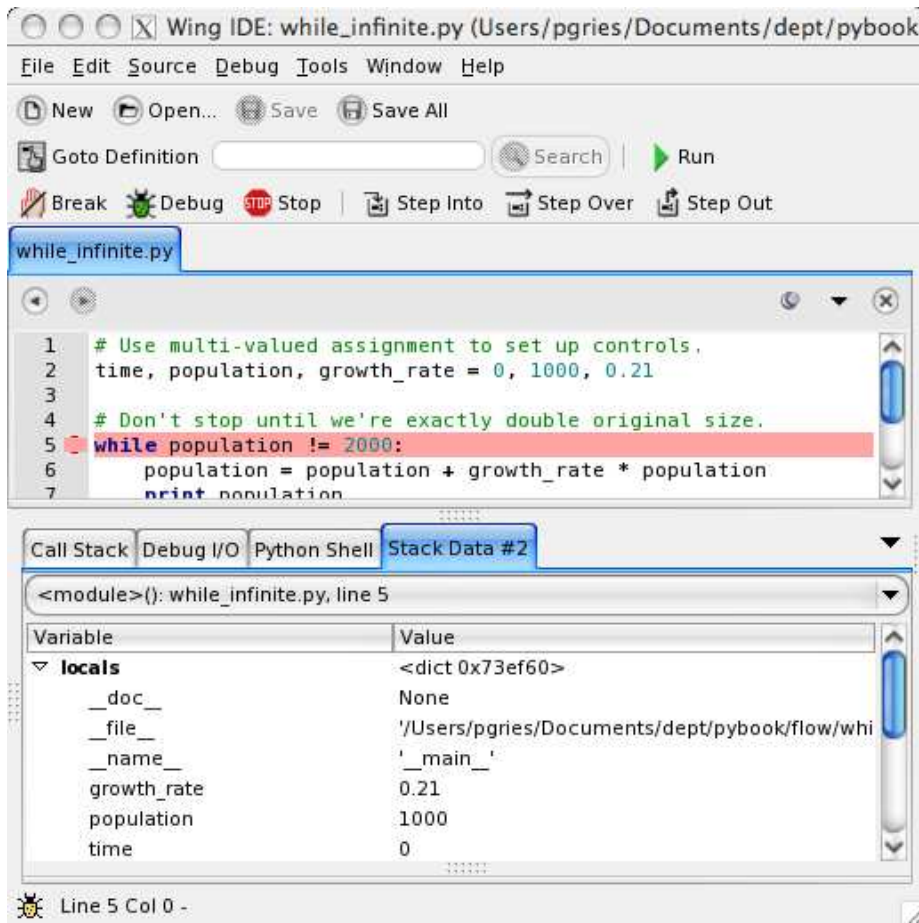 X Wing IDE: while_infinite.py (Users/pgries/Documents/dept/pybook
File Edit Source Debug Tools Window Help
New Open... Save Save All
Goto Definition Search Run
Break Debug STOP Stop Step Into Step Over Step Out
while_infinite.py
1 # Use multi-valued assignment to set up controls.
2 time, population, growth_rate = 0, 1000, 0.21
3
4 # Don't stop until we're exactly double original size.
5 while population != 2000:
6 population = population + growth_rate * population
7 print population
Call Stack Debug I/O Python Shell Stack Data #2
<module>(): while_infinite.py, line 5
Variable Value
locals <dict 0x73ef60>
__doc__ None
__file__ '/Users/pgries/Documents/dept/pybook/flow/whi
__name__ '__main__'
growth_rate 0.21
population 1000
time 0
Line 5 Col 0 -